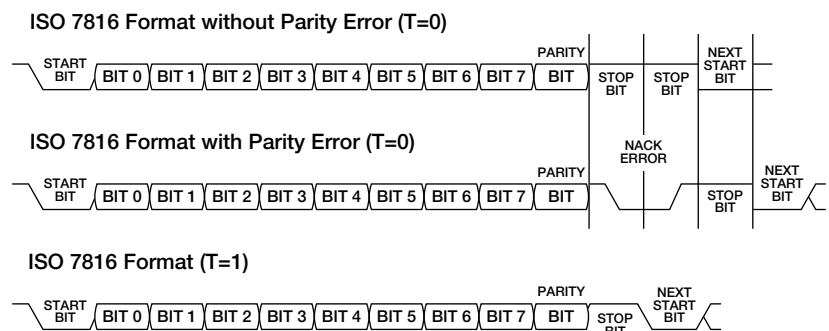 ISO 7816 Format without Parity Error (T=0)
START BIT BIT 0 BIT 1 BIT 2 BIT 3 BIT 4 BIT 5 BIT 6 BIT 7 PARITY BIT STOP BIT STOP BIT NEXT START BIT
ISO 7816 Format with Parity Error (T=0)
NACK ERROR
START BIT BIT 0 BIT 1 BIT 2 BIT 3 BIT 4 BIT 5 BIT 6 BIT 7 PARITY BIT STOP BIT NEXT START BIT
ISO 7816 Format (T=1)
START BIT BIT 0 BIT 1 BIT 2 BIT 3 BIT 4 BIT 5 BIT 6 BIT 7 PARITY BIT STOP BIT NEXT START BIT